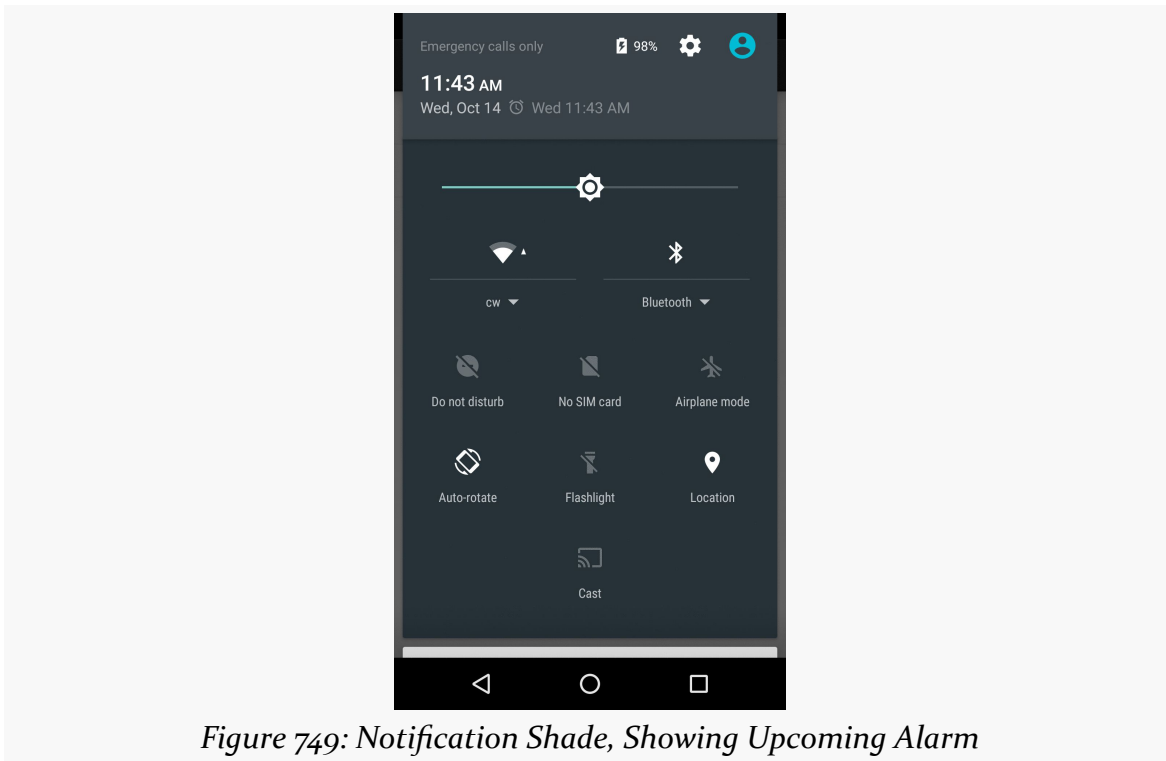 Emergency calls only 98%
11:43 AM
Wed, Oct 14 Wed 11:43 AM
cw Bluetooth
Do not disturb No SIM card Airplane mode
Auto-rotate Flashlight Location
Cast
Figure 749: Notification Shade, Showing Upcoming Alarm